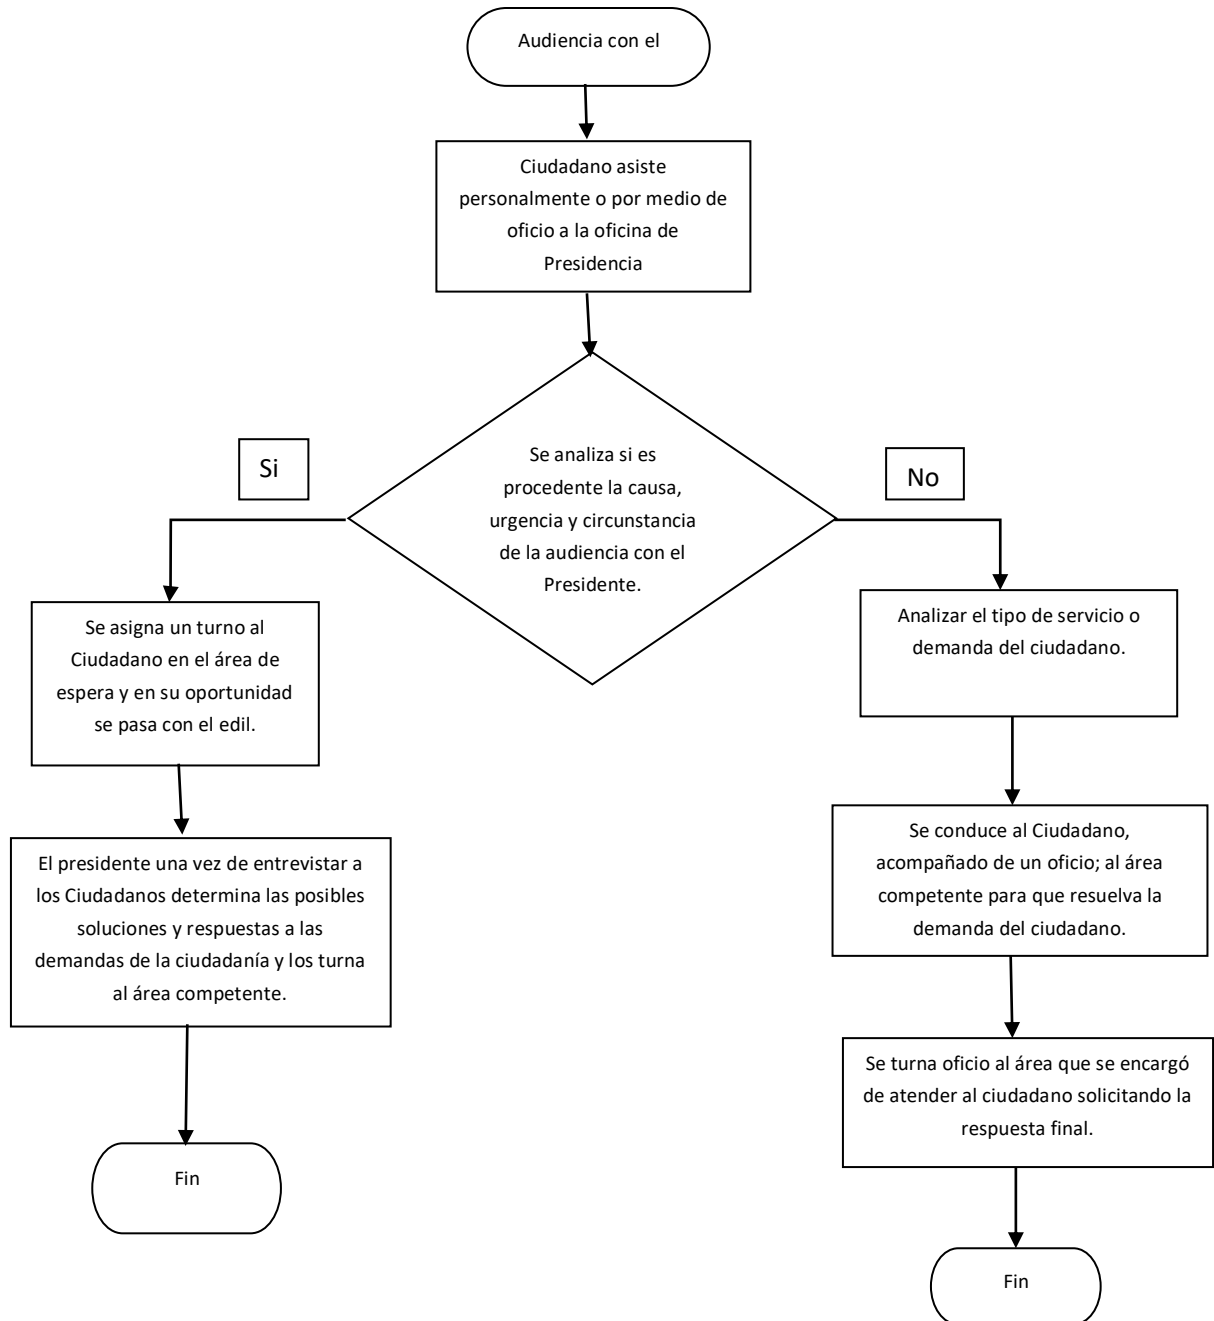 Audiencia con el
Ciudadano asiste
personalmente o por medio de
oficio a la oficina de
Presidencia
Se analiza si es
procedente la causa,
urgencia y circunstancia
de la audiencia con el
Presidente.
Si
No
Se asigna un turno al
Ciudadano en el área de
espera y en su oportunidad
se pasa con el edil.
El presidente una vez de entrevistar a
los Ciudadanos determina las posibles
soluciones y respuestas a las
demandas de la ciudadanía y los turna
al área competente.
Fin
Analizar el tipo de servicio o
demanda del ciudadano.
Se conduce al Ciudadano,
acompañado de un oficio; al área
competente para que resuelva la
demanda del ciudadano.
Se turna oficio al área que se encargó
de atender al ciudadano solicitando la
respuesta final.
Fin